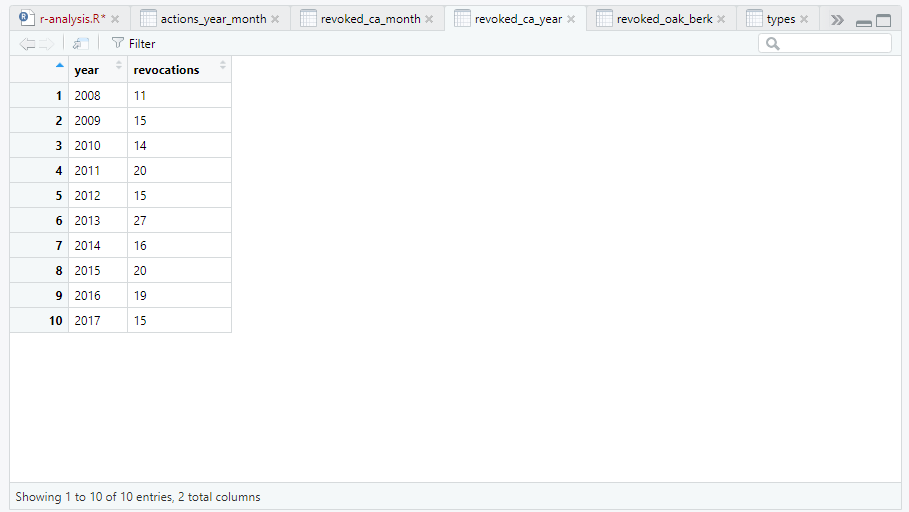 r-analysis.R* actions_year_month revoked_ca_month revoked_ca_year revoked_oak_berk types
Filter
year revocations
1 2008 11
2 2009 15
3 2010 14
4 2011 20
5 2012 15
6 2013 27
7 2014 16
8 2015 20
9 2016 19
10 2017 15
Showing 1 to 10 of 10 entries, 2 total columns